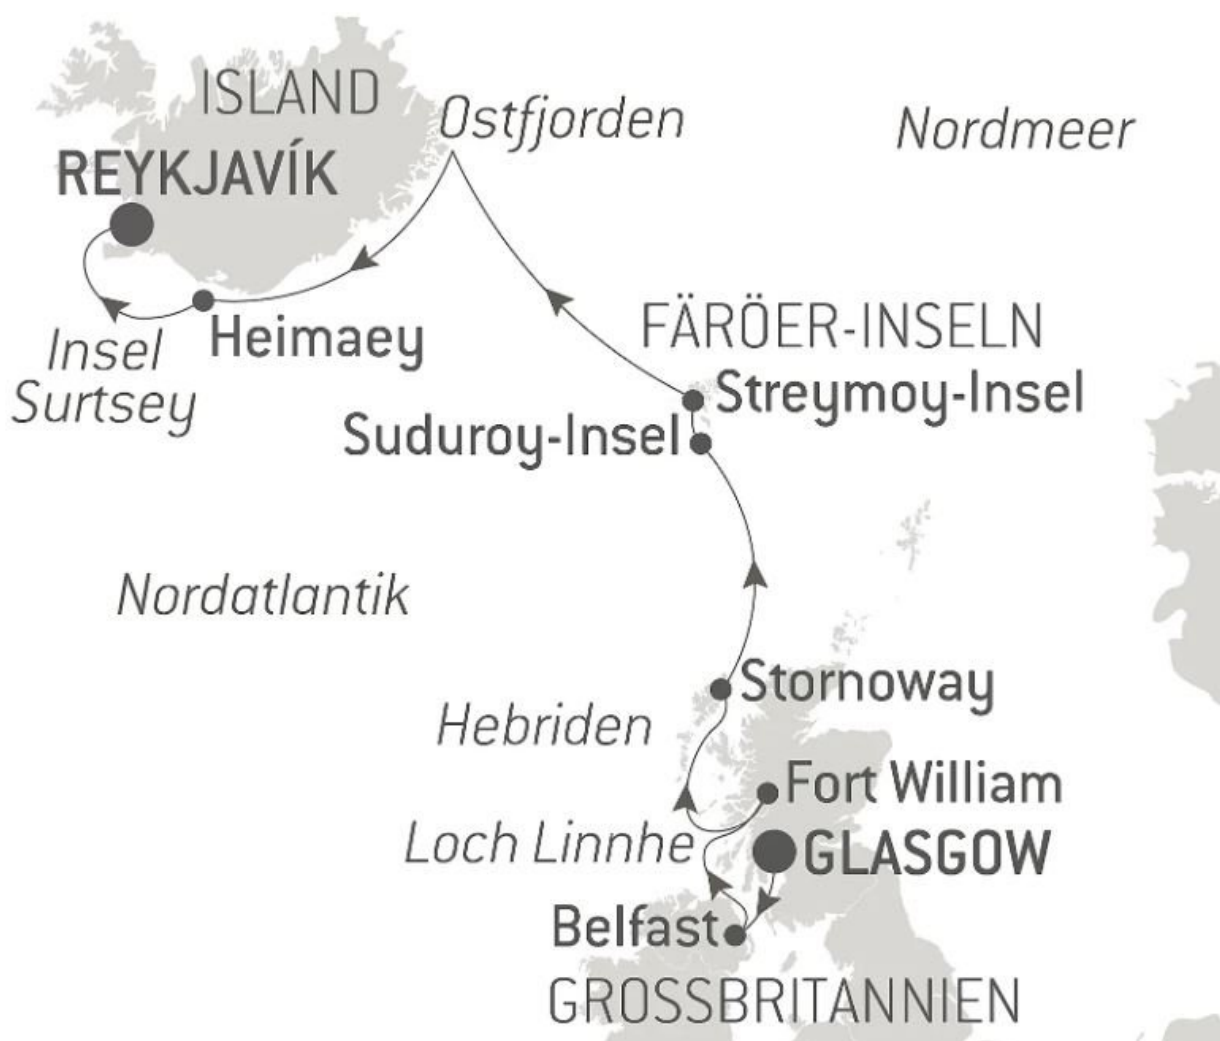 ISLAND
Ostfjorden
Nordmeer
REYKJAVÍK
FÄRÖER-INSELN
Heimaey
Insel
Surtsey
Streymoy-Insel
Suduroy-Insel
Nordatlantik
Stornoway
Hebriden
Fort William
Loch Linnhe
GLASGOW
Belfast
GROSSBRITANNIEN